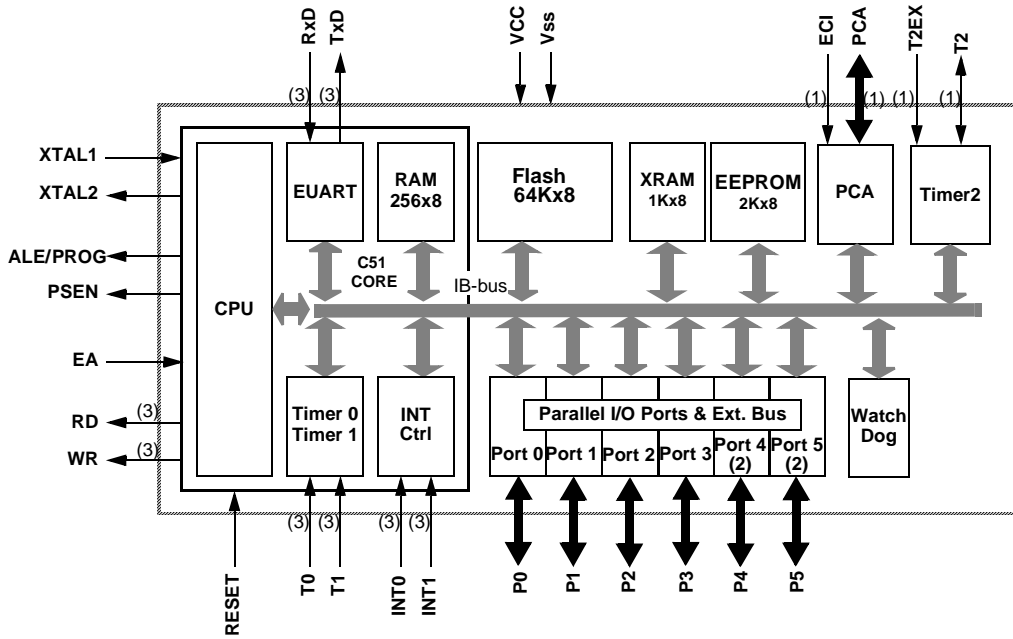 RxD
TxD
VCC
Vss
ECI
PCA
T2EX
T2
(3)
(3)
(1)
(1)
(1)
(1)
XTAL1
XTAL2
ALE/PROG
PSEN
EA
RD
(3)
WR
(3)
CPU
EUART
RAM
256x8
C51
CORE
IB-bus
Flash
64Kx8
XRAM
1Kx8
EEPROM
2Kx8
PCA
Timer2
Timer 0
Timer 1
INT
Ctrl
Parallel I/O Ports & Ext. Bus
Port 0
Port 1
Port 2
Port 3
Port 4
(2)
Port 5
(2)
Watch
Dog
(3)
(3)
(3)
(3)
RESET
T0
T1
INT0
INT1
P0
P1
P2
P3
P4
P5